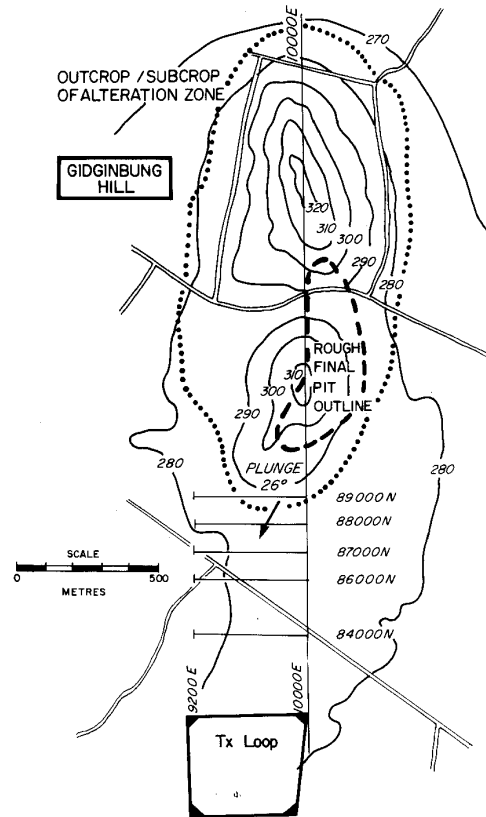 10000E
270
OUTCROP / SUBCROP
OF ALTERATION ZONE
GIDGINBUNG
HILL
320
310
300
290
280
ROUGH
FINAL
PIT
OUTLINE
310
300
290
PLUNGE
26°
280
280
89000N
88000N
87000N
86000N
84000N
SCALE
0 500
METRES
9200E
10000E
Tx Loop